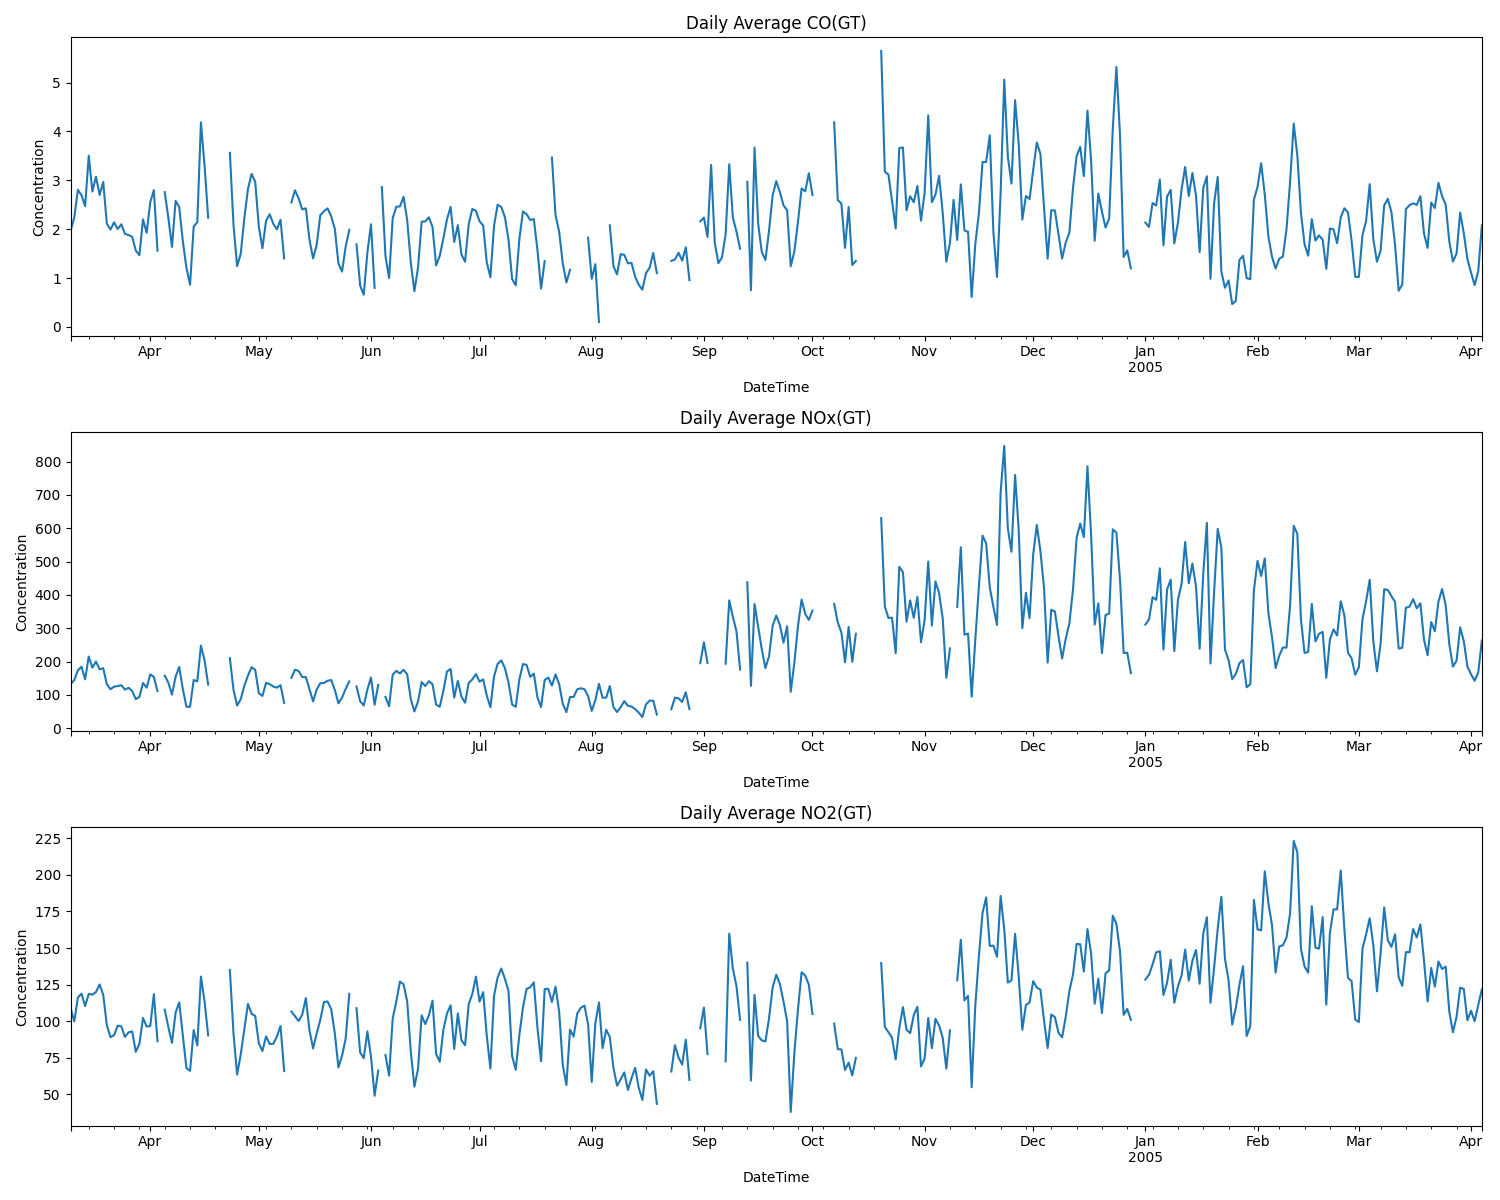 Daily Average CO(GT)
Concentration
5
4
3
2
1
0
Apr May Jun Jul Aug Sep Oct Nov Dec Jan Feb Mar Apr
2005
DateTime
Daily Average NOx(GT)
Concentration
800
700
600
500
400
300
200
100
0
Apr May Jun Jul Aug Sep Oct Nov Dec Jan Feb Mar Apr
2005
DateTime
Daily Average NO2(GT)
Concentration
225
200
175
150
125
100
75
50
Apr May Jun Jul Aug Sep Oct Nov Dec Jan Feb Mar Apr
2005
DateTime